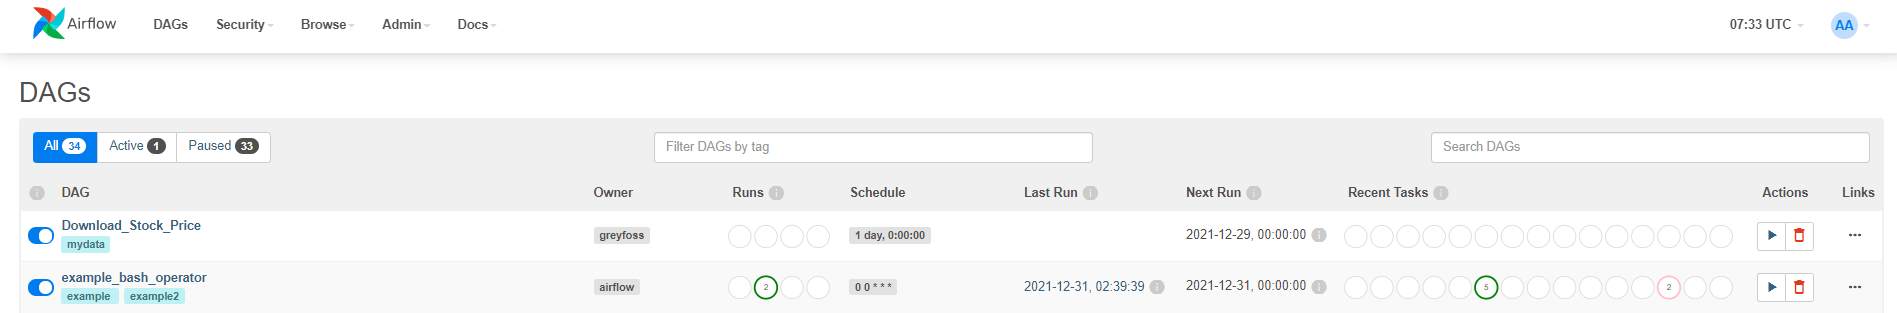 Airflow DAGs Security Browse Admin Docs 07:33 UTC AA
DAGs
All 34 Active 1 Paused 33 Filter DAGs by tag Search DAGs
i DAG Owner Runs i Schedule Last Run i Next Run i Recent Tasks i Actions Links
Download_Stock_Price
mydata greyfoss 1 day, 0:00:00 2021-12-29, 00:00:00 i ...
example_bash_operator
example example2 airflow 2 0 0 * * * 2021-12-31, 02:39:39 i 2021-12-31, 00:00:00 i 5 2 ...